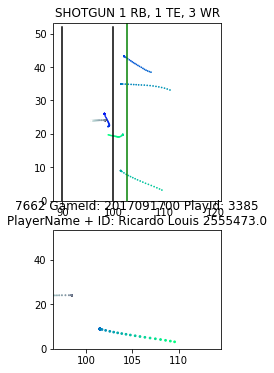 SHOTGUN 1 RB, 1 TE, 3 WR
50
40
30
20
10
0
90 100 110 120
7662 GameId: 2017091700 PlayId: 3385
PlayerName + ID: Ricardo Louis 2555473.0
40
20
0
100 105 110